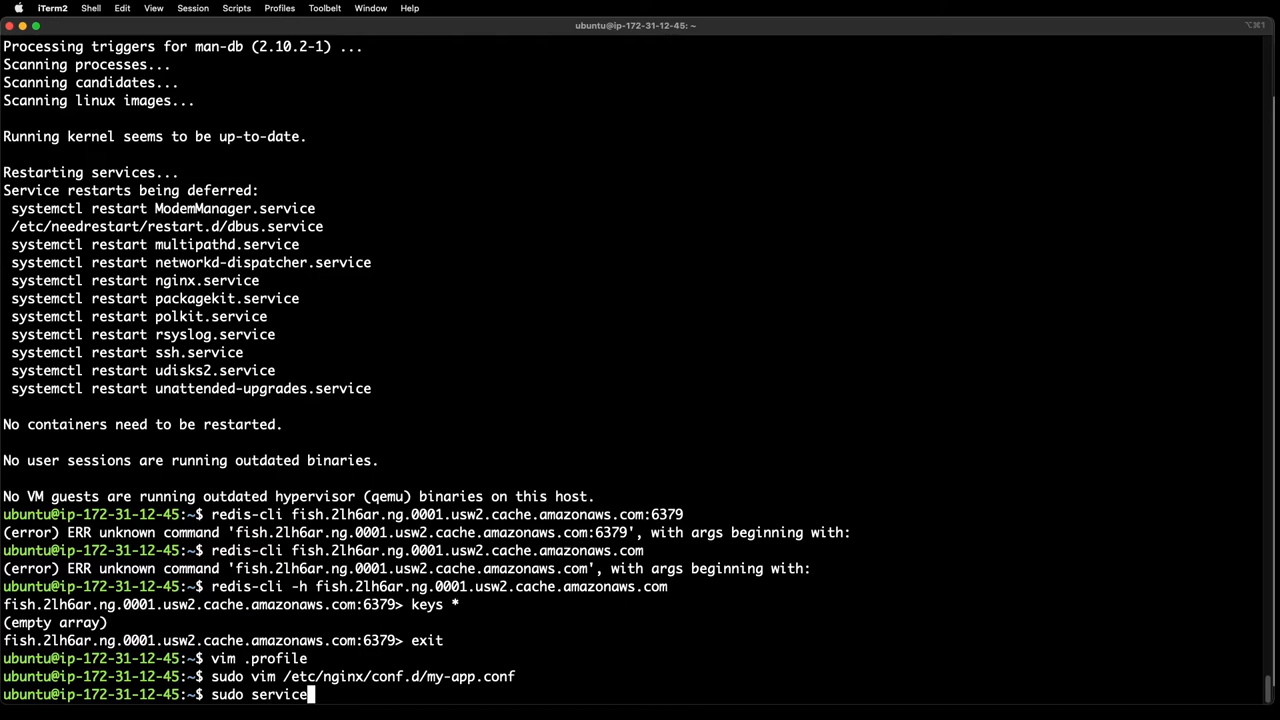 iTerm2 Shell Edit View Session Scripts Profiles Toolbelt Window Help
ubuntu@ip-172-31-12-45: ~
⌥⌘1
Processing triggers for man-db (2.10.2-1) ...
Scanning processes...
Scanning candidates...
Scanning linux images...
Running kernel seems to be up-to-date.
Restarting services...
Service restarts being deferred:
systemctl restart ModemManager.service
/etc/needrestart/restart.d/dbus.service
systemctl restart multipathd.service
systemctl restart networkd-dispatcher.service
systemctl restart nginx.service
systemctl restart packagekit.service
systemctl restart polkit.service
systemctl restart rsyslog.service
systemctl restart ssh.service
systemctl restart udisks2.service
systemctl restart unattended-upgrades.service
No containers need to be restarted.
No user sessions are running outdated binaries.
No VM guests are running outdated hypervisor (qemu) binaries on this host.
ubuntu@ip-172-31-12-45:~$ redis-cli fish.2lh6ar.ng.0001.usw2.cache.amazonaws.com:6379
(error) ERR unknown command 'fish.2lh6ar.ng.0001.usw2.cache.amazonaws.com:6379', with args beginning with:
ubuntu@ip-172-31-12-45:~$ redis-cli fish.2lh6ar.ng.0001.usw2.cache.amazonaws.com
(error) ERR unknown command 'fish.2lh6ar.ng.0001.usw2.cache.amazonaws.com', with args beginning with:
ubuntu@ip-172-31-12-45:~$ redis-cli -h fish.2lh6ar.ng.0001.usw2.cache.amazonaws.com
fish.2lh6ar.ng.0001.usw2.cache.amazonaws.com:6379> keys *
(empty array)
fish.2lh6ar.ng.0001.usw2.cache.amazonaws.com:6379> exit
ubuntu@ip-172-31-12-45:~$ vim .profile
ubuntu@ip-172-31-12-45:~$ sudo vim /etc/nginx/conf.d/my-app.conf
ubuntu@ip-172-31-12-45:~$ sudo service